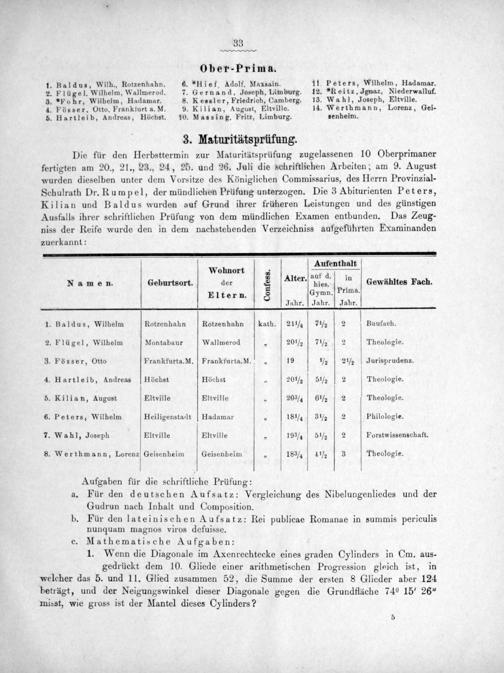 33
Ober-Prima.
1. Baldus, Wilh., Rotzenhahn.
2. Flügel, Wilhelm, Wallmerod.
3. *Fohr, Wilhelm, Hadamar.
4. Fösser, Otto, Frankfurt a. M.
5. Hartleib, Andreas, Höchst.
6. *Hief, Adolf, Maxsain.
7. Gernand, Joseph, Limburg.
8. Kessler, Friedrich, Camberg.
9. Kilian, August, Eltville.
10. Massing, Fritz, Limburg.
11 Peters, Wilhelm, Hadamar.
12. *Reitz, Jgnaz, Niederwalluf.
13. Wahl, Joseph, Eltville.
14. Werthmann, Lorenz, Gei-
senheim.
3. Maturitätsprüfung.
Die für den Herbsttermin zur Maturitätsprüfung zugelassenen 10 Oberprimaner
fertigten am 20., 21., 23., 24., 25. und 26. Juli die schriftlichen Arbeiten; am 9. August
wurden dieselben unter dem Vorsitze des Königlichen Commissarius, des Herrn Provinzial-
Schulrath Dr. Rumpel, der mündlichen Prüfung unterzogen. Die 3 Abiturienten Peters,
Kilian und Baldus wurden auf Grund ihrer früheren Leistungen und des günstigen
Ausfalls ihrer schriftlichen Prüfung von dem mündlichen Examen entbunden. Das Zeug-
niss der Reife wurde den in dem nachstehenden Verzeichniss aufgeführten Examinanden
zuerkannt:
Namen. Geburtsort. Wohnort der Eltern. Confess. Alter. Jahr. Aufenthalt auf d. hies. Gymn. Jahr. in Prima. Jahr. Gewähltes Fach.
1. Baldus, Wilhelm Rotzenhahn Rotzenhahn kath. 21¼ 7½ 2 Baufach.
2. Flügel, Wilhelm Montabaur Wallmerod „ 20½ 7½ 2 Theologie.
3. Fösser, Otto Frankfurta.M. Frankfurta.M. „ 19 ½ 2½ Jurisprudenz.
4. Hartleib, Andreas Höchst Höchst „ 20½ 5½ 2 Theologie.
5. Kilian, August Eltville Eltville „ 20¾ 6½ 2 Theologie.
6. Peters, Wilhelm Heiligenstadt Hadamar „ 18¼ 3½ 2 Philologie.
7. Wahl, Joseph Eltville Eltville „ 19¾ 5½ 2 Forstwissenschaft.
8. Werthmann, Lorenz Geisenheim Geisenheim „ 18¾ 4½ 3 Theologie.
Aufgaben für die schriftliche Prüfung:
a. Für den deutschen Aufsatz: Vergleichung des Nibelungenliedes und der
Gudrun nach Inhalt und Composition.
b. Für den lateinischen Aufsatz: Rei publicae Romanae in summis periculis
nunquam magnos viros defuisse.
c. Mathematische Aufgaben:
1. Wenn die Diagonale im Axenrechtecke eines graden Cylinders in Cm. aus-
gedrückt dem 10. Gliede einer arithmetischen Progression gleich ist, in
welcher das 5. und 11. Glied zusammen 52, die Summe der ersten 8 Glieder aber 124
beträgt, und der Neigungswinkel dieser Diagonale gegen die Grundfläche 74º 15' 26"
misst, wie gross ist der Mantel dieses Cylinders?
5